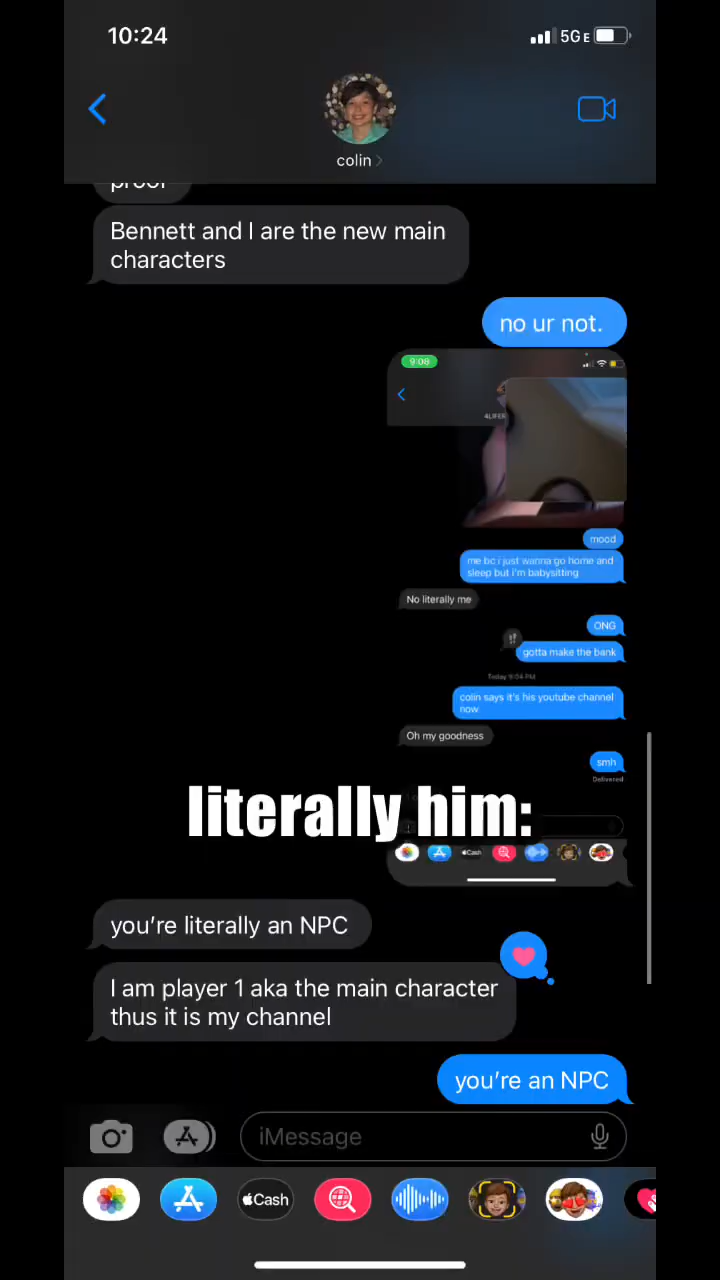 10:24
5GE
colin
proof
Bennett and I are the new main
characters
no ur not.
9:08
4LIFER
mood
me bc i just wanna go home and
sleep but i'm babysitting
No literally me
ONG
gotta make the bank
Today 9:04 PM
colin says it's his youtube channel
now
Oh my goodness
smh
Delivered
literally him:
Cash
you're literally an NPC
I am player 1 aka the main character
thus it is my channel
you're an NPC
iMessage
Cash